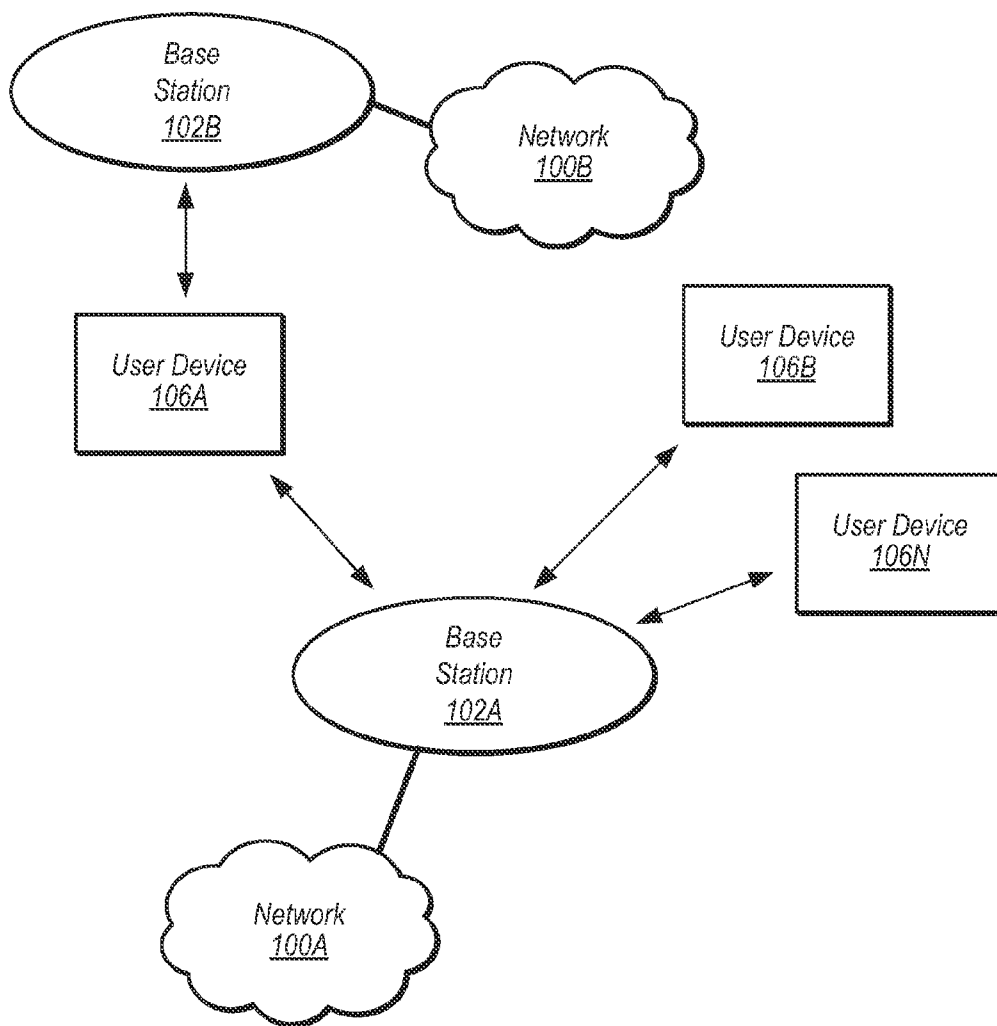 Base
Station
102B
Network
100B
User Device
106A
User Device
106B
User Device
106N
Base
Station
102A
Network
100A